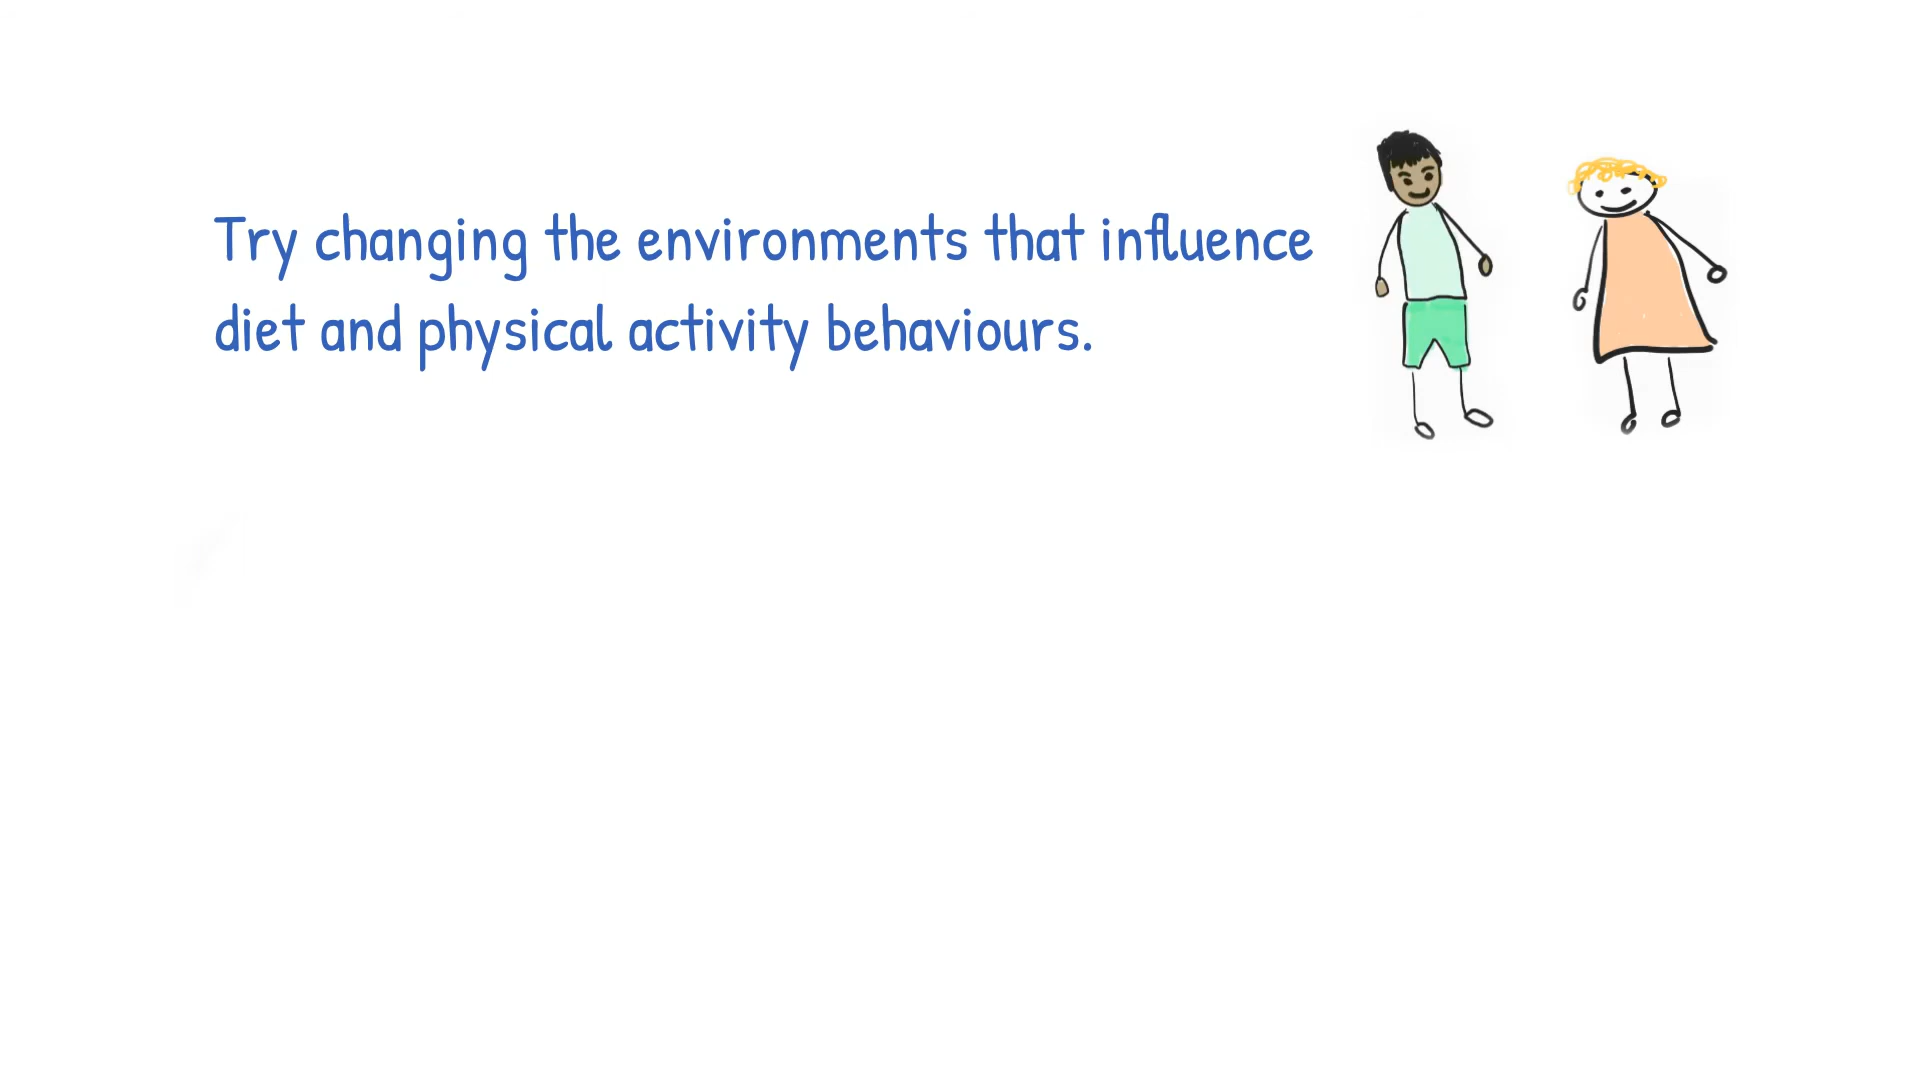 Try changing the environments that influence
diet and physical activity behaviours.